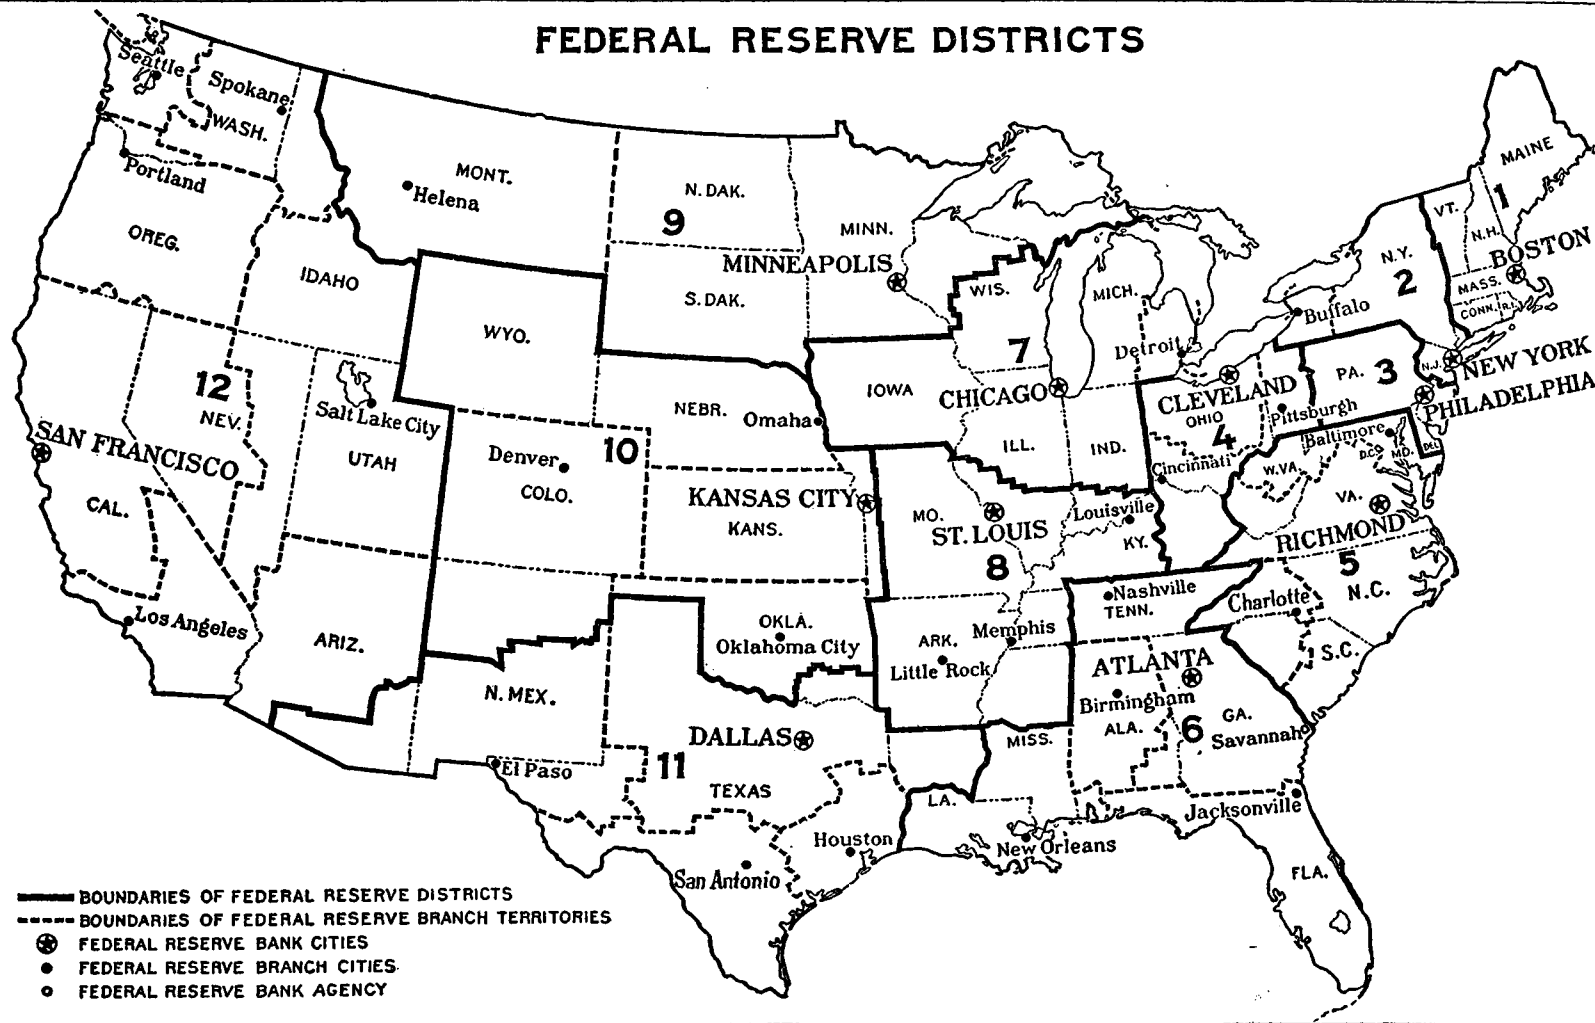 FEDERAL RESERVE DISTRICTS
Seattle
Spokane
WASH.
Portland
OREG.
IDAHO
MONT.
Helena
N. DAK.
9
MINN.
MINNEAPOLIS
S. DAK.
WYO.
WIS.
MICH.
7
Detroit
CHICAGO
IOWA
ILL.
IND.
MAINE
1
VT.
N.H.
BOSTON
MASS.
CONN.
R.I.
N.Y.
2
Buffalo
NEW YORK
N.J.
PA.
3
PHILADELPHIA
CLEVELAND
OHIO
4
Pittsburgh
Cincinnati
Baltimore
D.C.
MD.
DEL.
W.VA.
VA.
RICHMOND
5
N.C.
Charlotte
S.C.
12
NEV.
SAN FRANCISCO
CAL.
Los Angeles
Salt Lake City
UTAH
ARIZ.
NEBR.
Omaha
10
Denver
COLO.
KANSAS CITY
KANS.
OKLA.
Oklahoma City
MO.
ST. LOUIS
8
Louisville
KY.
ARK.
Little Rock
Memphis
Nashville
TENN.
ATLANTA
Birmingham
ALA.
6
GA.
Savannah
Jacksonville
FLA.
MISS.
LA.
New Orleans
N. MEX.
El Paso
DALLAS
11
TEXAS
Houston
San Antonio
BOUNDARIES OF FEDERAL RESERVE DISTRICTS
BOUNDARIES OF FEDERAL RESERVE BRANCH TERRITORIES
FEDERAL RESERVE BANK CITIES
FEDERAL RESERVE BRANCH CITIES
FEDERAL RESERVE BANK AGENCY